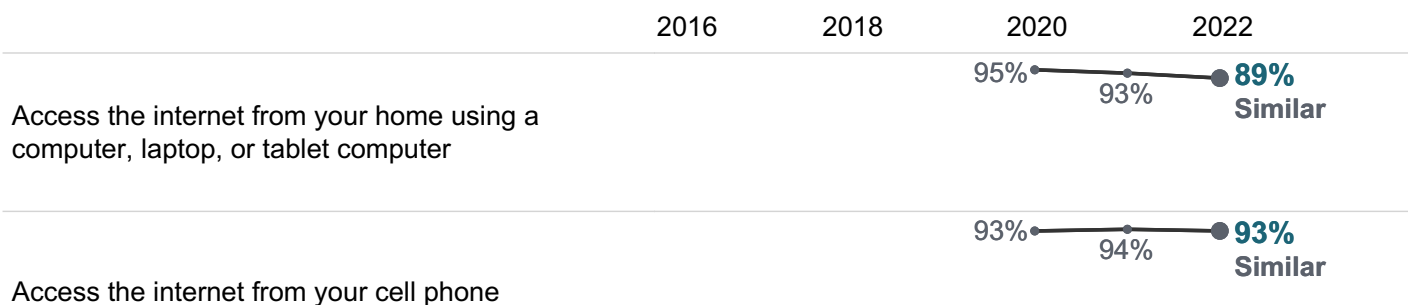 2016 2018 2020 2022
95% 93% 89%
Similar
Access the internet from your home using a
computer, laptop, or tablet computer
93% 94% 93%
Similar
Access the internet from your cell phone